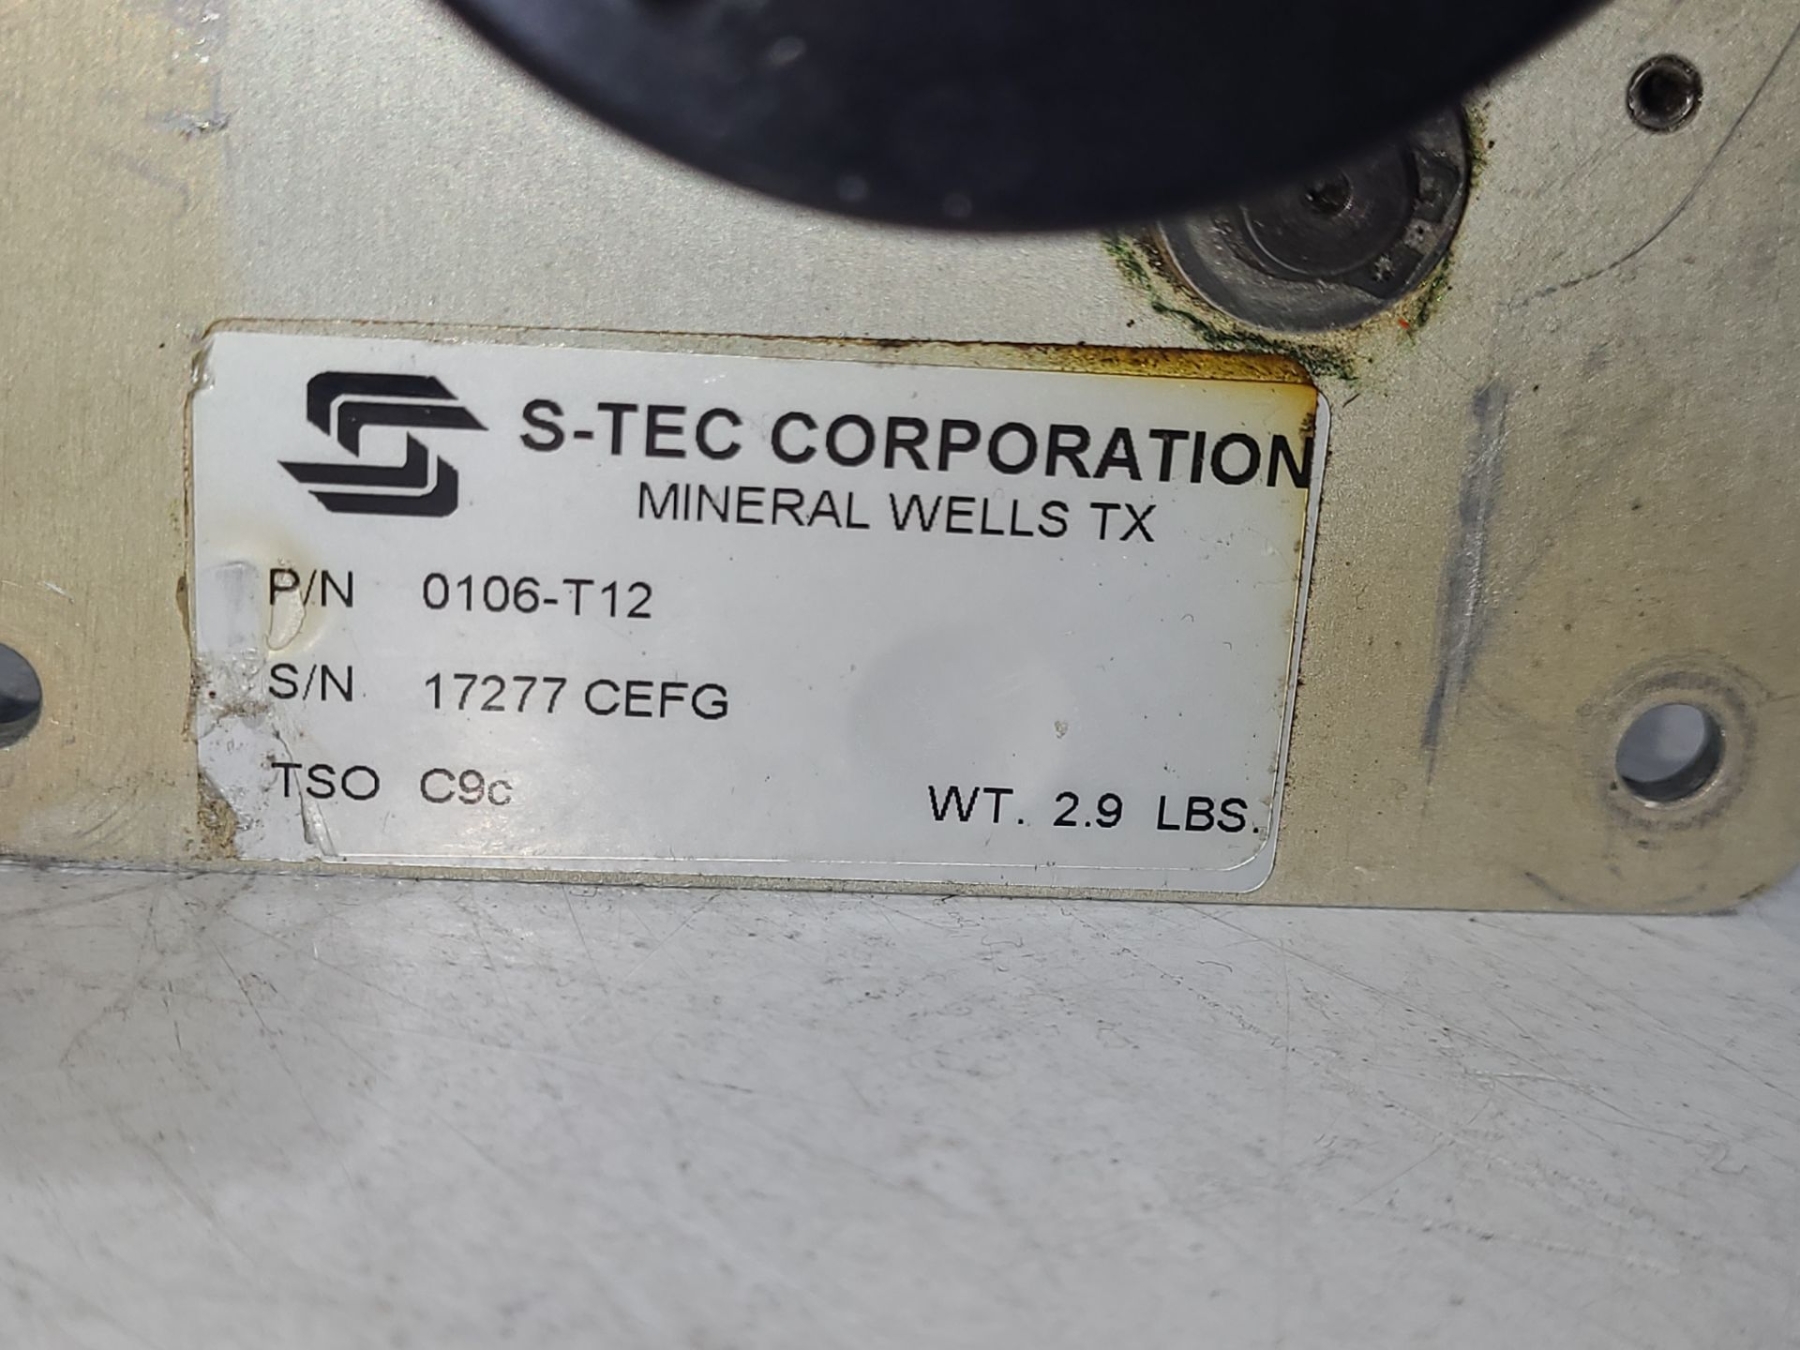 S-TEC CORPORATION
MINERAL WELLS TX
P/N 0106-T12
S/N 17277 CEFG
TSO C9c
WT. 2.9 LBS.